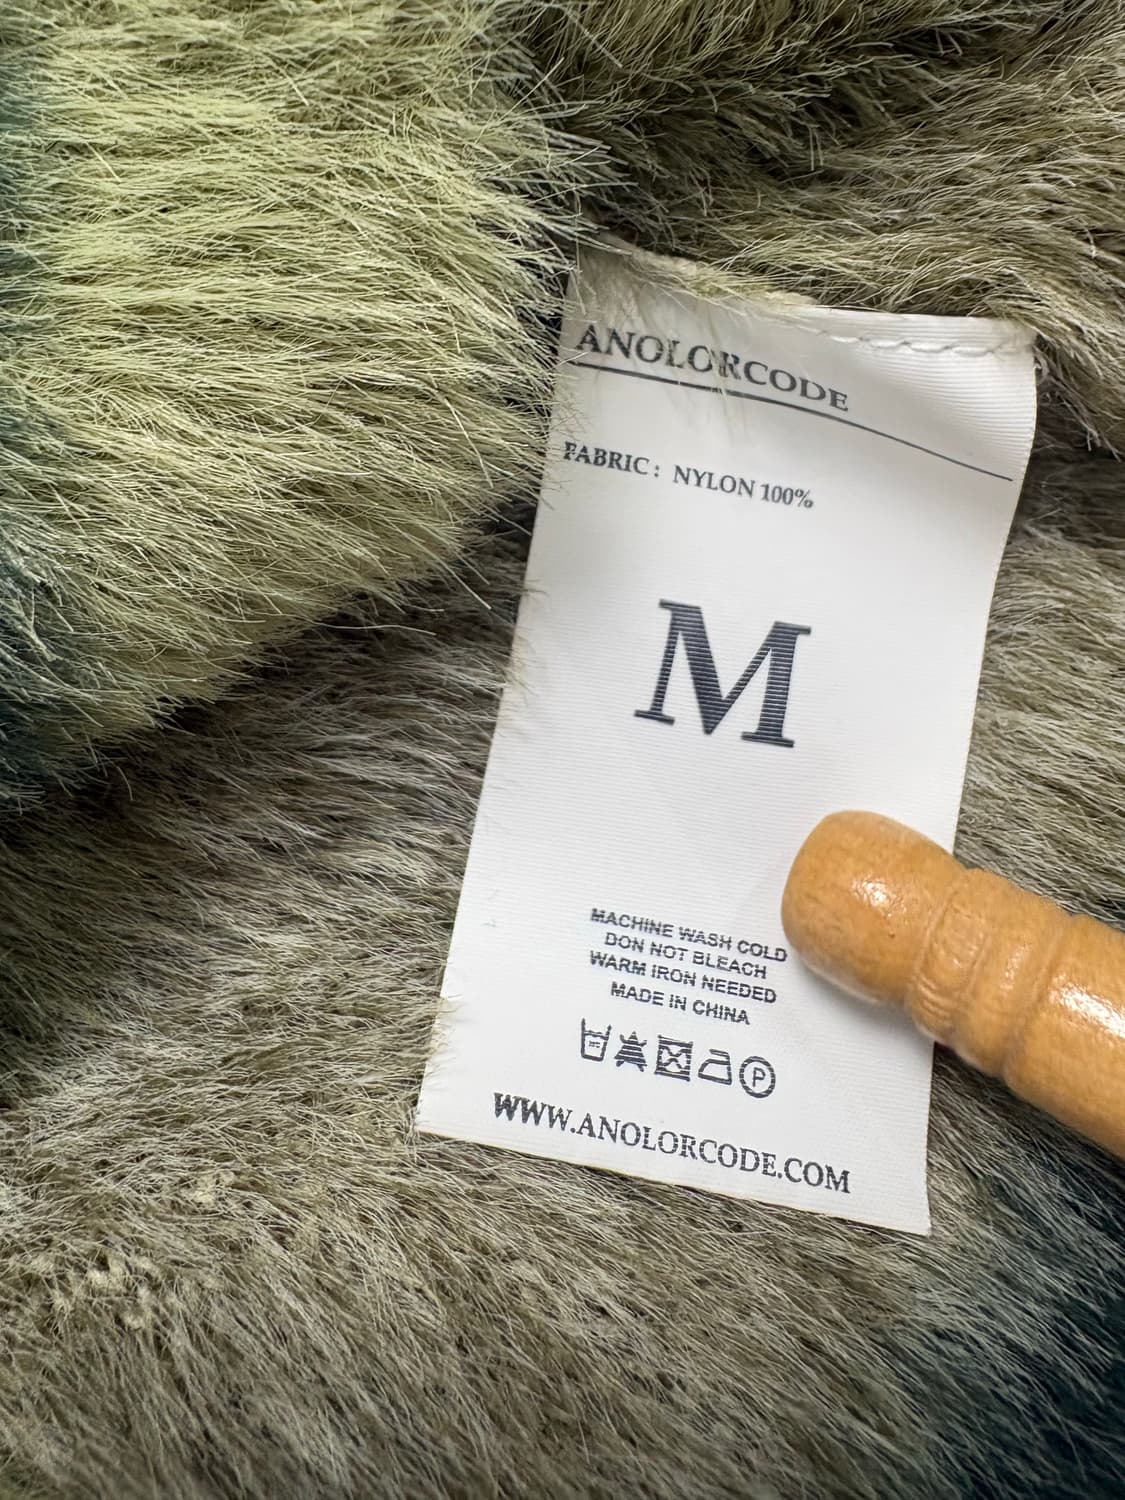 ANOLORCODE
FABRIC: NYLON 100%
M
MACHINE WASH COLD
DON NOT BLEACH
WARM IRON NEEDED
MADE IN CHINA
P
WWW.ANOLORCODE.COM